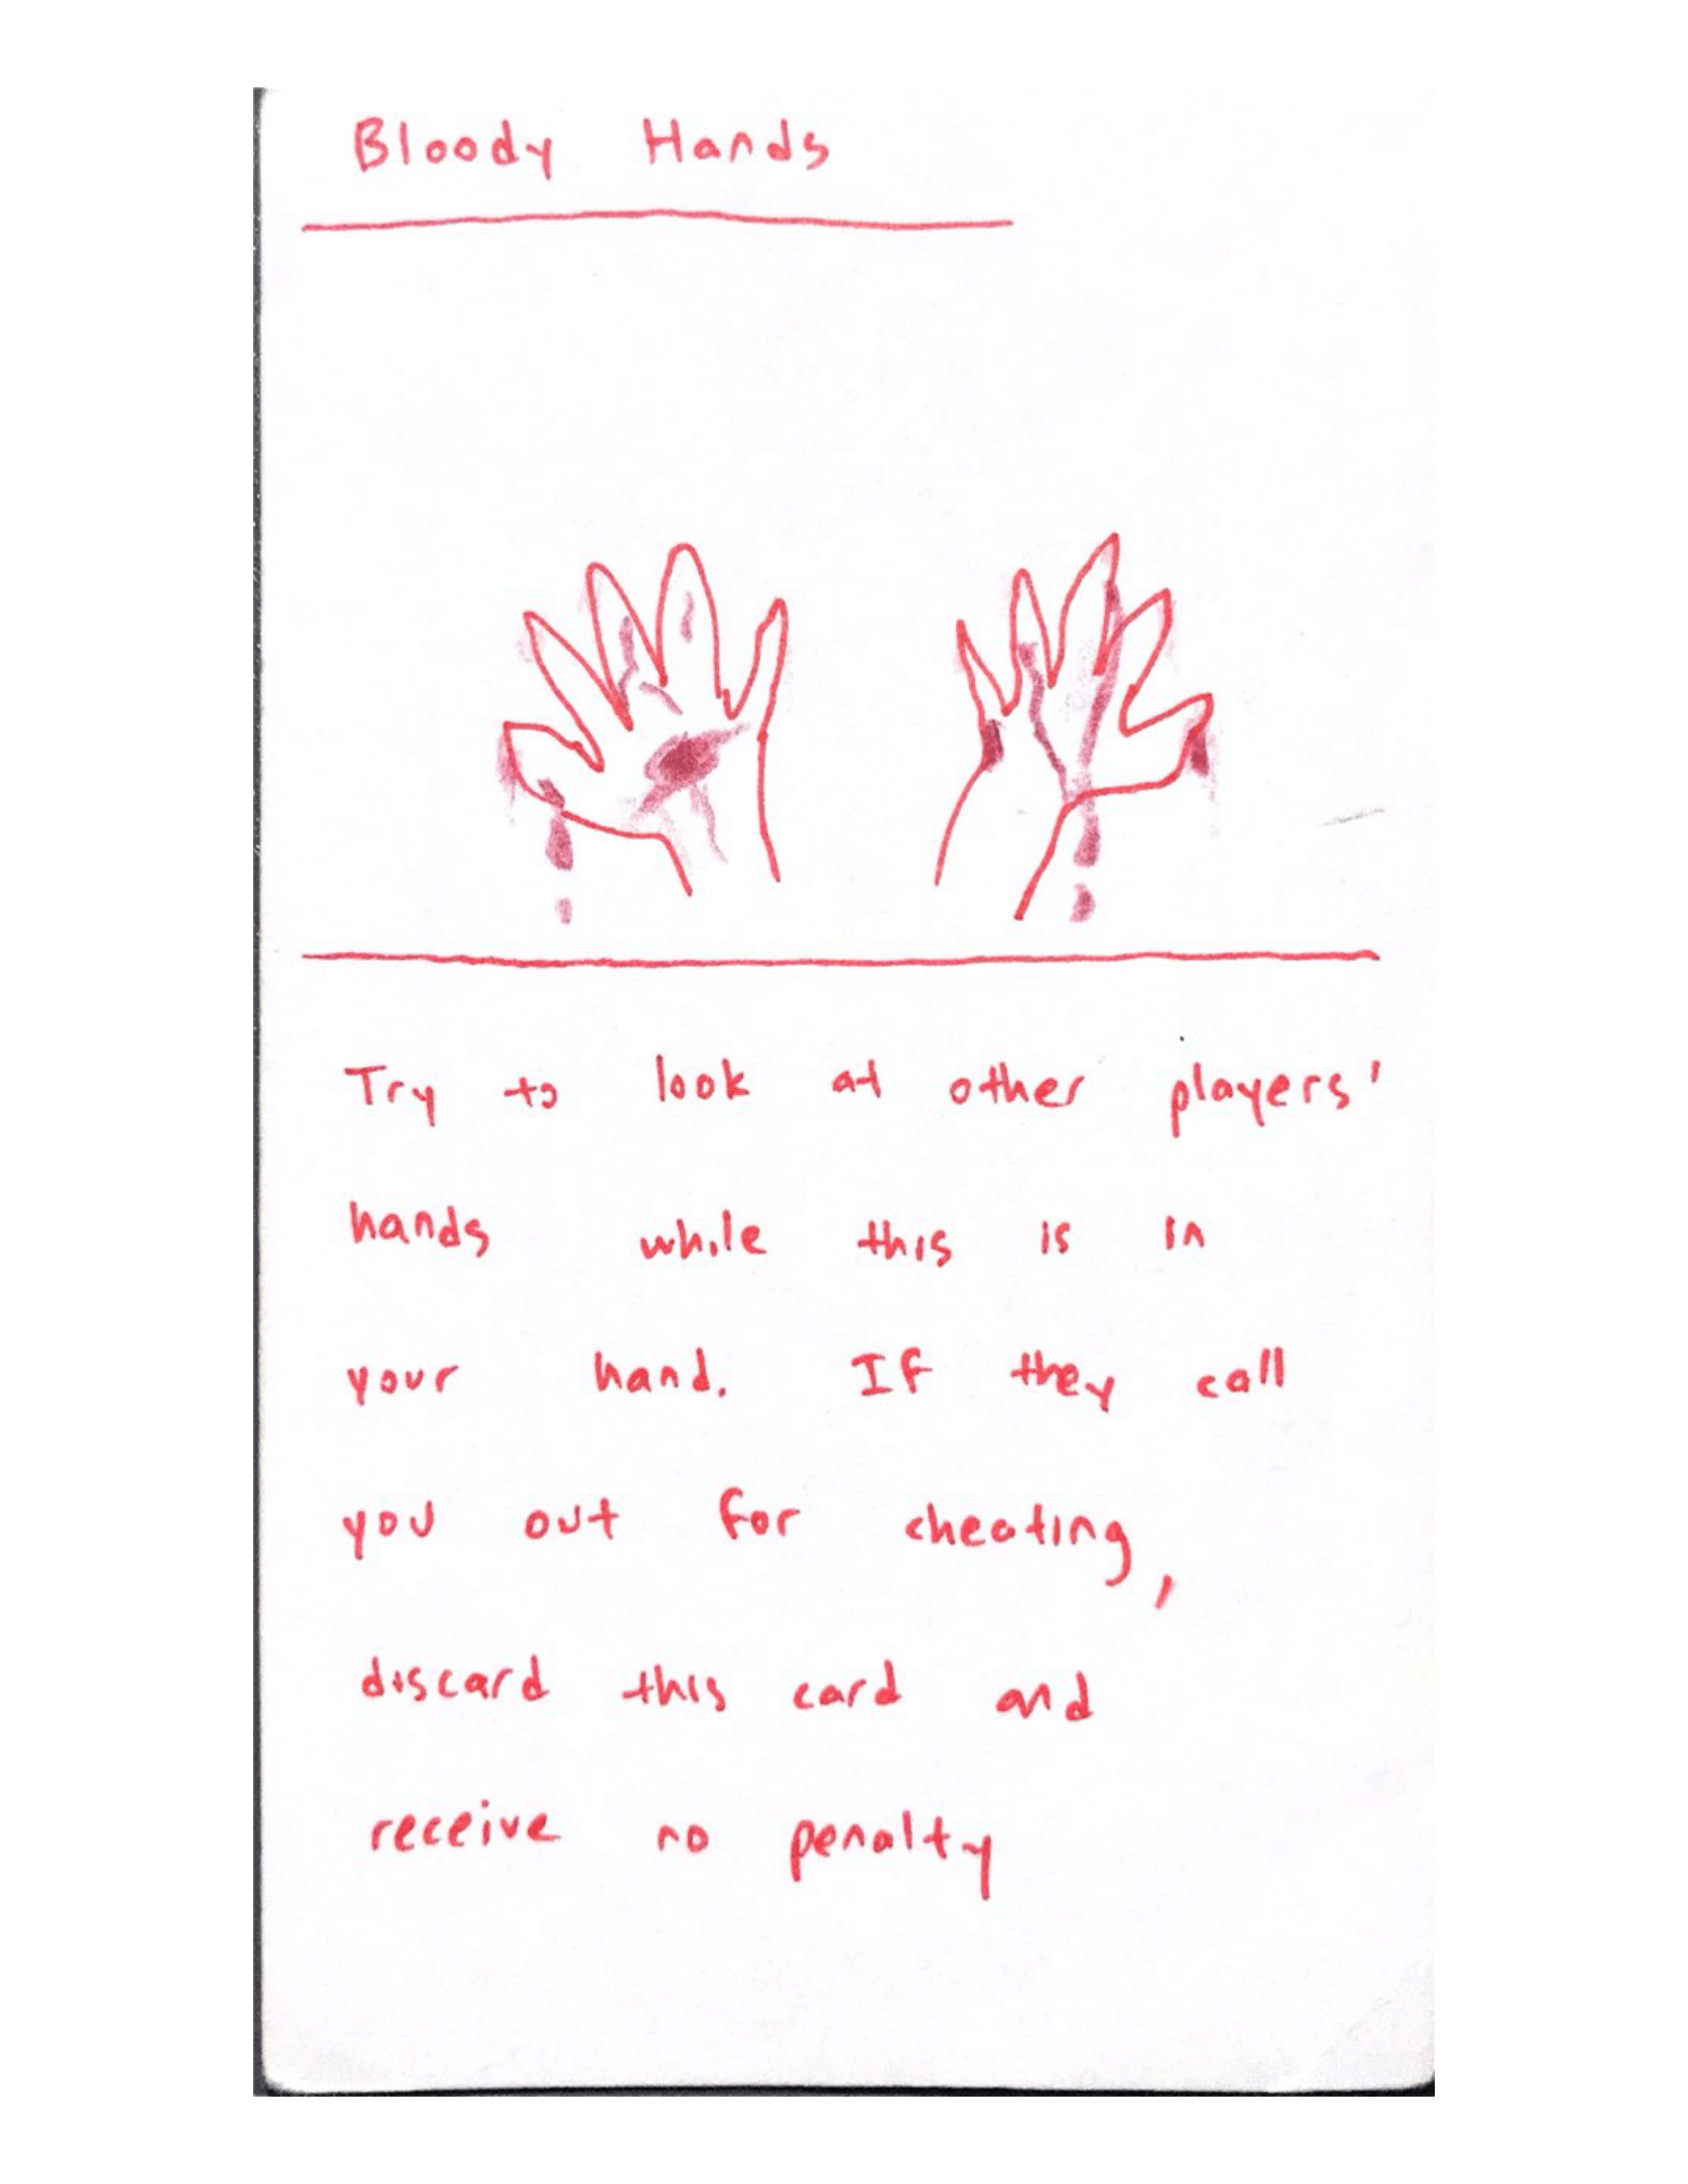 Bloody Hands
Try to look at other players'
hands while this is in
your hand. If they call
you out for cheating,
discard this card and
receive no penalty